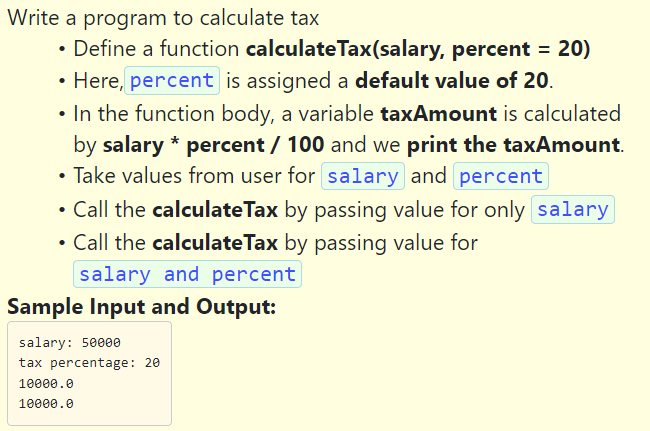 Write a program to calculate tax
• Define a function calculateTax(salary, percent = 20)
• Here, percent is assigned a default value of 20.
• In the function body, a variable taxAmount is calculated
by salary * percent / 100 and we print the taxAmount.
• Take values from user for salary and percent
• Call the calculateTax by passing value for only salary
• Call the calculateTax by passing value for
salary and percent
Sample Input and Output:
salary: 50000
tax percentage: 20
10000.0
10000.0